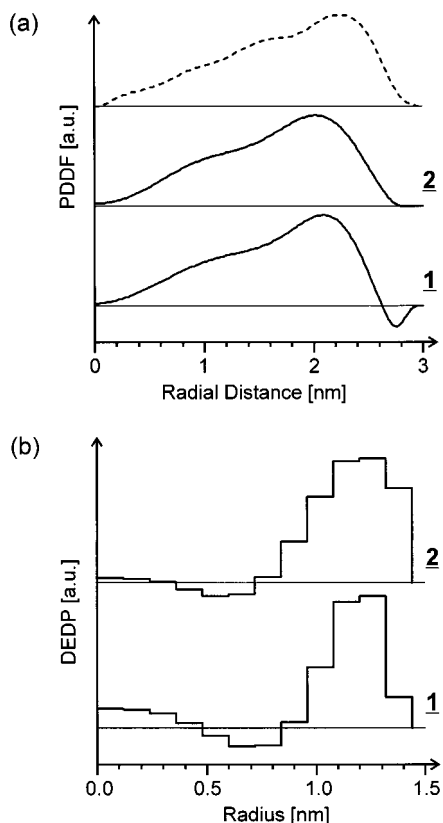 (a)
PDDF [a.u.]
2
1
0 1 2 3
Radial Distance [nm]
(b)
DEDP [a.u.]
2
1
0.0 0.5 1.0 1.5
Radius [nm]